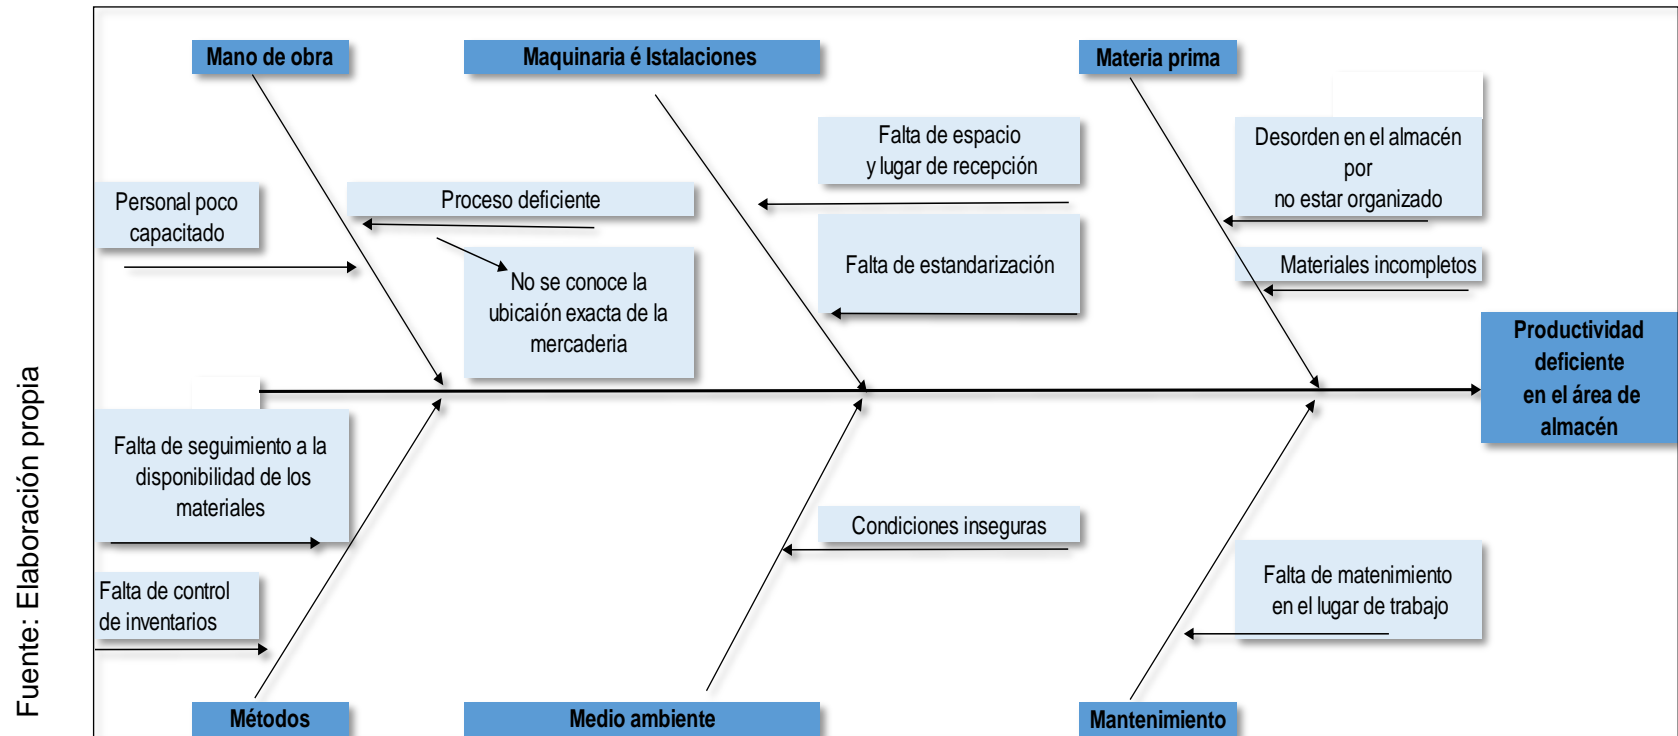 Mano de obra
Maquinaria é Istalaciones
Materia prima
Falta de espacio
y lugar de recepción
Desorden en el almacén
por
no estar organizado
Personal poco
capacitado
Proceso deficiente
No se conoce la
ubicaión exacta de la
mercaderia
Falta de estandarización
Materiales incompletos
Productividad
deficiente
en el área de
almacén
Falta de seguimiento a la
disponibilidad de los
materiales
Condiciones inseguras
Falta de control
de inventarios
Falta de matenimiento
en el lugar de trabajo
Métodos
Medio ambiente
Mantenimiento
Fuente: Elaboración propia